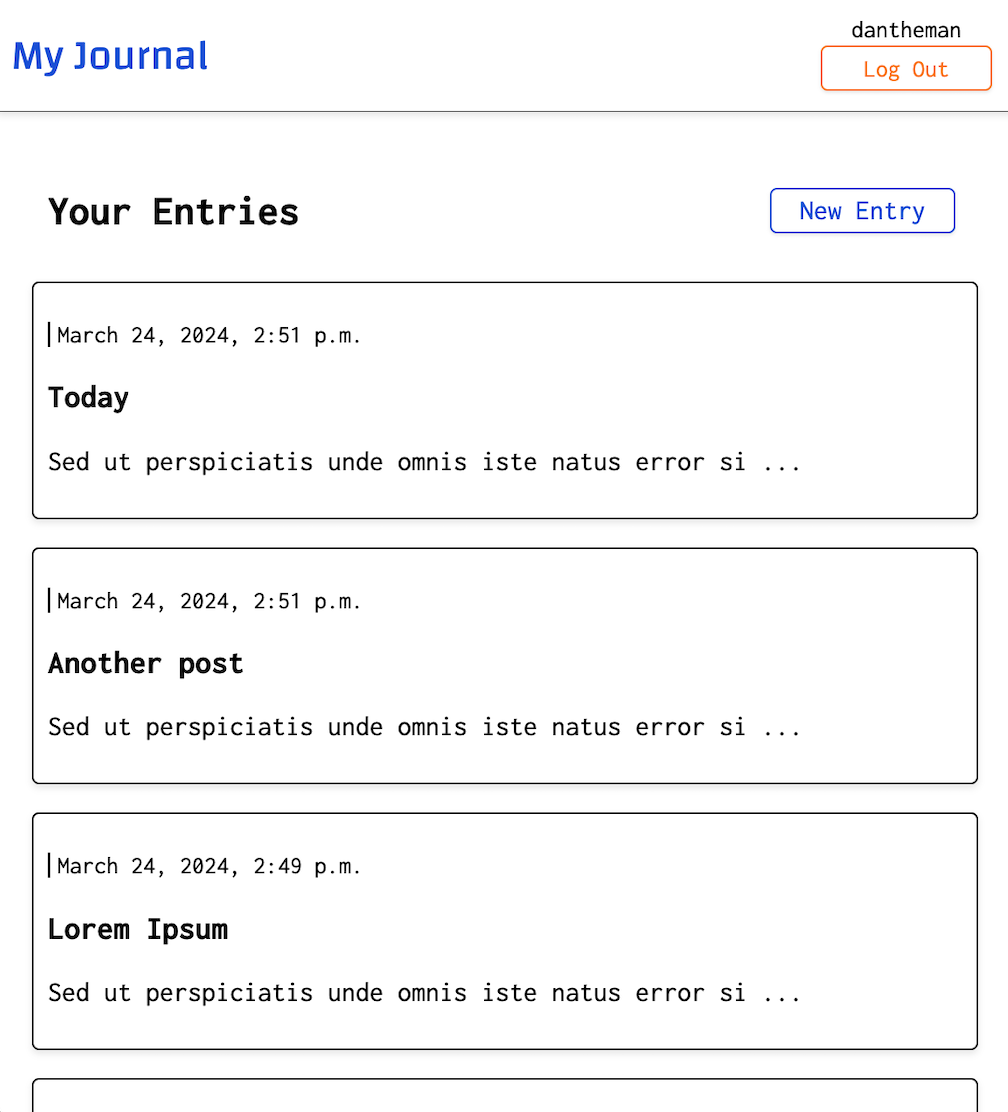 My Journal
dantheman
Log Out
Your Entries
New Entry
March 24, 2024, 2:51 p.m.
Today
Sed ut perspiciatis unde omnis iste natus error si ...
March 24, 2024, 2:51 p.m.
Another post
Sed ut perspiciatis unde omnis iste natus error si ...
March 24, 2024, 2:49 p.m.
Lorem Ipsum
Sed ut perspiciatis unde omnis iste natus error si ...